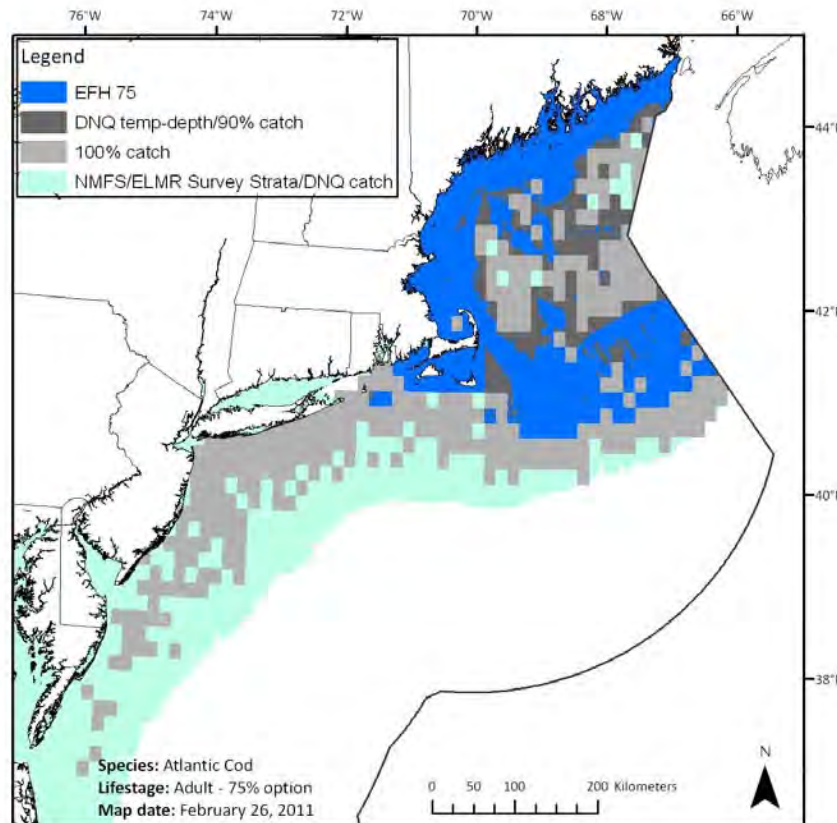 76°W 74°W 72°W 70°W 68°W 66°W
Legend
EFH 75
DNQ temp-depth/90% catch
100% catch
NMFS/ELMR Survey Strata/DNQ catch
44°
42°
40°
38°
Species: Atlantic Cod
Lifestage: Adult - 75% option
Map date: February 26, 2011
0 50 100 200 Kilometers
N